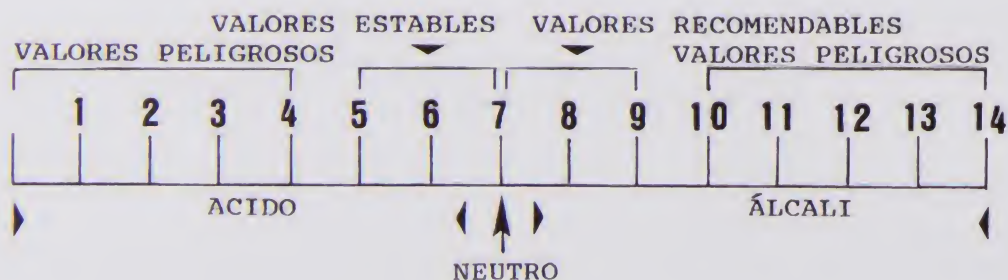 VALORES ESTABLES VALORES RECOMENDABLES
VALORES PELIGROSOS VALORES PELIGROSOS
1 2 3 4 5 6 7 8 9 10 11 12 13 14
ACIDO ÁLCALI
NEUTRO